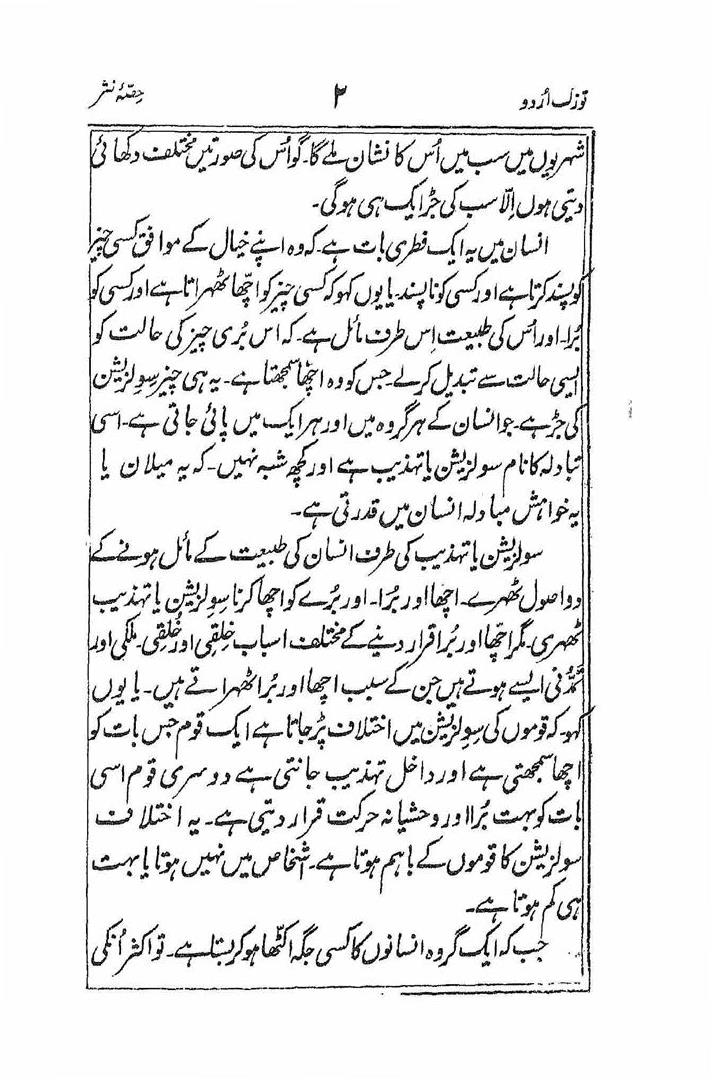 توزک اُردو ۲ حِصّۂ نثر
شہریوں میں سب میں اُس کا نشان ملے گا۔ گو اُس کی صورتیں مختلف دکھائی
دیتی ہوں اِلّا سب کی جڑ ایک ہی ہوگی۔
انسان میں یہ ایک فطری بات ہے۔ کہ وہ اپنے خیال کے موافق کسی چیز
کو پسند کرتا ہے اور کسی کو ناپسند۔ یا یوں کہو کہ کسی چیز کو اچھّا ٹھہراتا ہے اور کسی کو
بُرا۔ اور اُس کی طبیعت اِس طرف مائل ہے۔ کہ اس بُری چیز کی حالت کو
ایسی حالت سے تبدیل کرلے۔ جس کو وہ اچھّا سمجھتا ہے۔ یہ ہی چیز سِولزیشن
کی جڑ ہے۔ جو انسان کے ہر گروہ میں اور ہر ایک میں پائی جاتی ہے۔ اسی
تبادلہ کا نام سولزیشن یا تہذیب ہے اور کچھ شبہ نہیں۔ کہ یہ میلان یا
یہ خواہش مبادلہ انسان میں قدرتی ہے۔
سولزیشن یا تہذیب کی طرف انسان کی طبیعت کے مائل ہونے کے
دو اصول ٹھہرے۔ اچھا اور بُرا۔ اور بُرے کو اچھا کرنا سِولزیشن یا تہذیب
ٹھہری۔ مگر اچھّا اور بُرا قرار دینے کے مختلف اسباب خِلقی اور خُلقی۔ ملکی اور
تمدُّنی ایسے ہوتے ہیں جن کے سبب اچھا اور بُرا ٹھہراتے ہیں۔ یا یوں
کہو۔ کہ قوموں کی سِولزیشن میں اختلاف پڑ جاتا ہے ایک قوم جس بات کو
اچھا سمجھتی ہے اور داخل تہذیب جانتی ہے دوسری قوم اسی
بات کو بہت بُرا اور وحشیانہ حرکت قرار دیتی ہے۔ یہ اختلاف
سولزیشن کا قوموں کے باہم ہوتا ہے۔ اشخاص میں نہیں ہوتا یا بہت
ہی کم ہوتا ہے۔
جب کہ ایک گروہ انسانوں کا کسی جگہ اکٹھا ہو کر بستا ہے۔ تو اکثر اُنکی